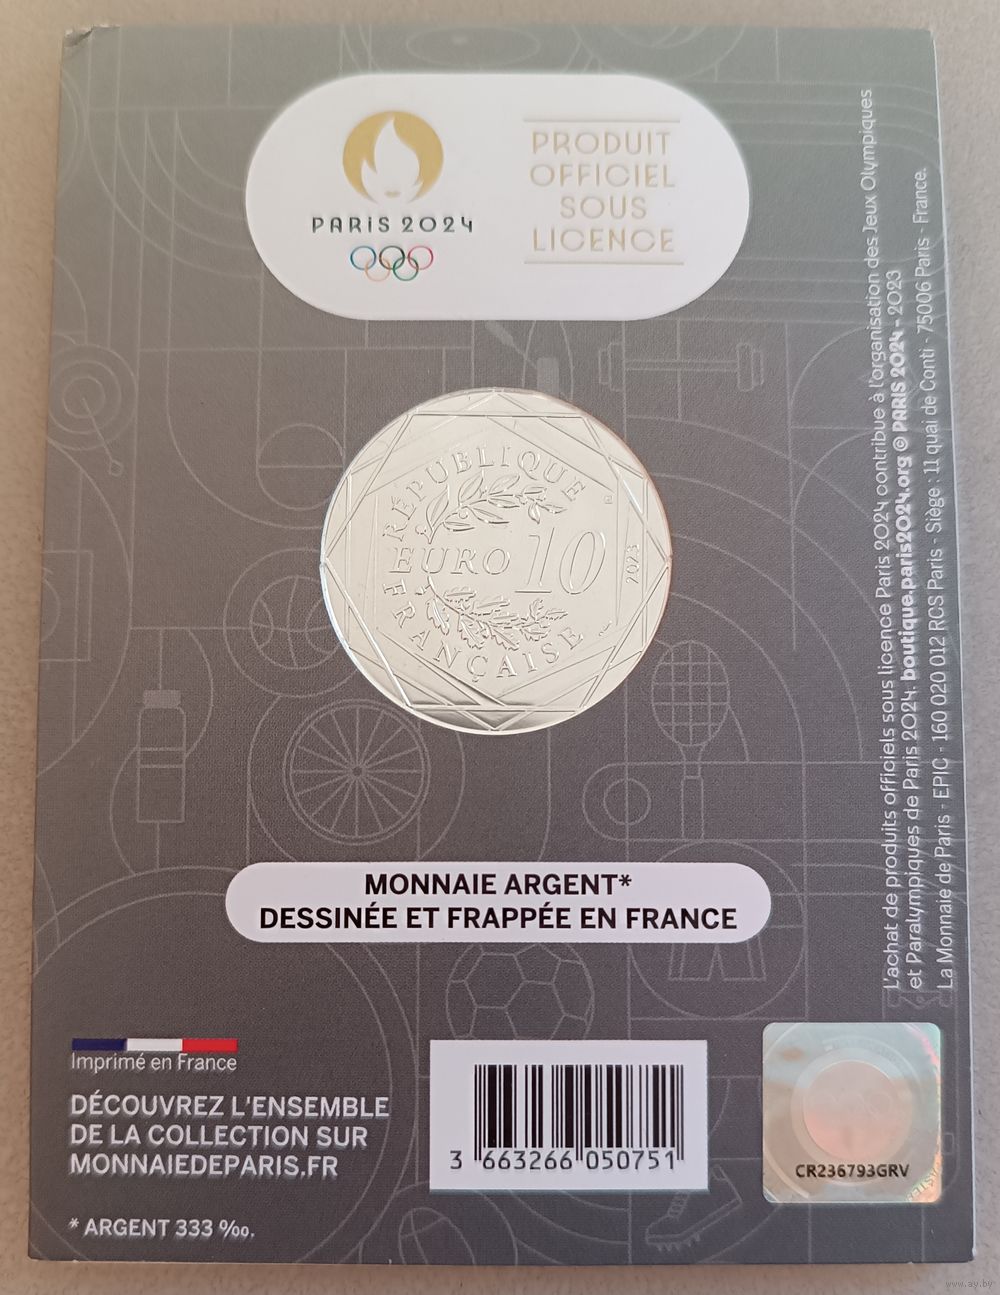 PARIS 2024
PRODUIT
OFFICIEL
SOUS
LICENCE
RÉPUBLIQUE
EURO 10
2023
FRANÇAISE
MONNAIE ARGENT*
DESSINÉE ET FRAPPÉE EN FRANCE
L'achat de produits officiels sous licence Paris 2024 contribue à l'organisation des Jeux Olympiques
et Paralympiques de Paris 2024. boutique.paris2024.org © PARIS 2024 - 2023
La Monnaie de Paris - EPIC - 160 020 012 RCS Paris - Siège : 11 quai de Conti - 75006 Paris - France.
Imprimé en France
DÉCOUVREZ L'ENSEMBLE
DE LA COLLECTION SUR
MONNAIEDEPARIS.FR
* ARGENT 333 ‰.
3 663266 050751
CR236793GRV
www.ay.by